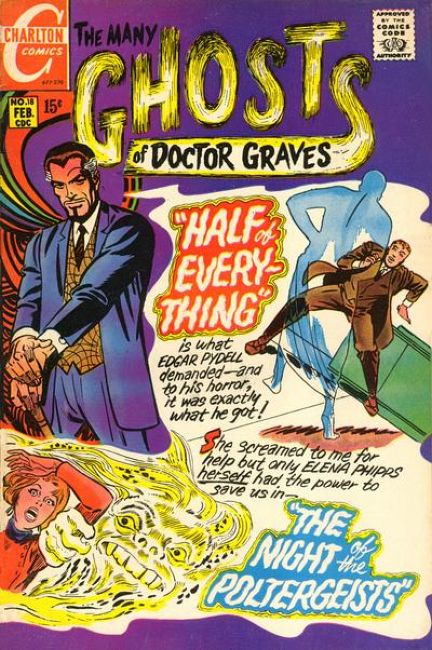 CHARLTON
COMICS
APPROVED
BY THE
COMICS
CODE
AUTHORITY
NO.18
FEB.
CDC
15¢
THE MANY
GHOSTS
of DOCTOR GRAVES
"HALF of
EVERY-
THING"
is what
EDGAR PYDELL
demanded—and
to his horror,
it was exactly
what he got!
She screamed to me for
help but only ELENA PHIPPS
herself had the power to
save us in—
"THE
NIGHT of the
POLTERGEISTS"